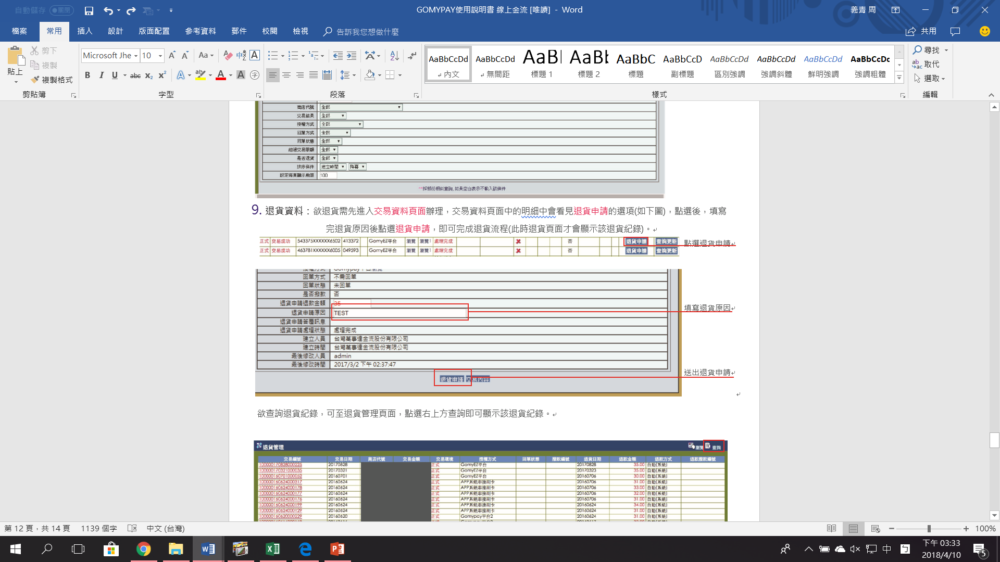 自動儲存 關閉
GOMYPAY使用說明書 線上金流 [唯讀] - Word
義青 周
檔案 常用 插入 設計 版面配置 參考資料 郵件 校閱 檢視 告訴我您想做什麼
共用
貼上
剪下
複製
複製格式
剪貼簿
Microsoft Jhe 10
字型
段落
AaBbCcDd AaBbCcDd AaBl AaBl AaBbC AaBbCcD AaBbCcDd AaBbCcDd AaBbCcDd AaBbCcDc
內文 無間距 標題 1 標題 2 標題 副標題 區別強調 強調斜體 鮮明強調 強調粗體
樣式
尋找
取代
選取
編輯
商店代號 全部
交易結果 全部
授權方式 全部
回單方式 全部
回單狀態 全部
超過交易限額 全部
是否退貨 全部
排序條件 建立時間 降冪
設定每頁顯示幾筆 100
**採部份相似查詢, 如果空白表示不輸入該條件
9. 退貨資料：欲退貨需先進入交易資料頁面辦理，交易資料頁面中的明細中會看見退貨申請的選項(如下圖)，點選後，填寫
完退貨原因後點選退貨申請，即可完成退貨流程(此時退貨頁面才會顯示該退貨紀錄)。
正式 交易成功 543375XXXXXX6502 413372 GomyEZ平台 瀏覽 瀏覽! 處理完成 否 退貨申請 查詢更新
點選退貨申請
正式 交易成功 463781XXXXXX6005 049593 GomyEZ平台 瀏覽 瀏覽! 處理完成 否 退貨申請 查詢更新
回單方式 不需回單
回單狀態 未回單
是否撥款 否
退貨申請退款金額 35
退貨申請原因 TEST
填寫退貨原因
退貨申請答覆訊息
退貨申請處理狀態 處理完成
建立人員 台灣萬事達金流股份有限公司
建立時間 台灣萬事達金流股份有限公司
最後修改人員 admin
最後修改時間 2017/3/2 下午 02:37:47
退貨申請 交易內容
送出退貨申請
欲查詢退貨紀錄，可至退貨管理頁面，點選右上方查詢即可顯示該退貨紀錄。
退貨管理 瀏覽 查詢
交易編號 交易日期 商店代號 交易金額 交易環境 授權方式 回單狀態 撥款編號 退貨日期 退款金額 退款方式 退款撥款編號
100000170828000225 20170828 正式 GomyEZ平台 20170828 35.00 自動(系統)
100000170321000035 20170321 正式 GomyEZ平台 20170323 35.00 自動(系統)
100000160701000052 20160701 正式 GomyEZ平台 20160706 30.00 自動(系統)
100000160624000317 20160624 正式 APP系統串接刷卡 20160706 31.00 自動(系統)
100000160624000178 20160624 正式 APP系統串接刷卡 20160706 33.00 自動(系統)
100000160624000177 20160624 正式 APP系統串接刷卡 20160706 32.00 自動(系統)
100000160624000176 20160624 正式 APP系統串接刷卡 20160706 31.00 自動(系統)
100000160624000199 20160624 正式 APP系統串接刷卡 20160624 34.00 自動(系統)
100000160624000129 20160624 正式 APP系統串接刷卡 20160624 31.00 自動(系統)
100000160620000229 20160620 正式 Gomypay平台2 20160624 31.00 自動(系統)
第 12 頁，共 14 頁 1139 個字 中文 (台灣)
100%
中
下午 03:33
2018/4/10
5